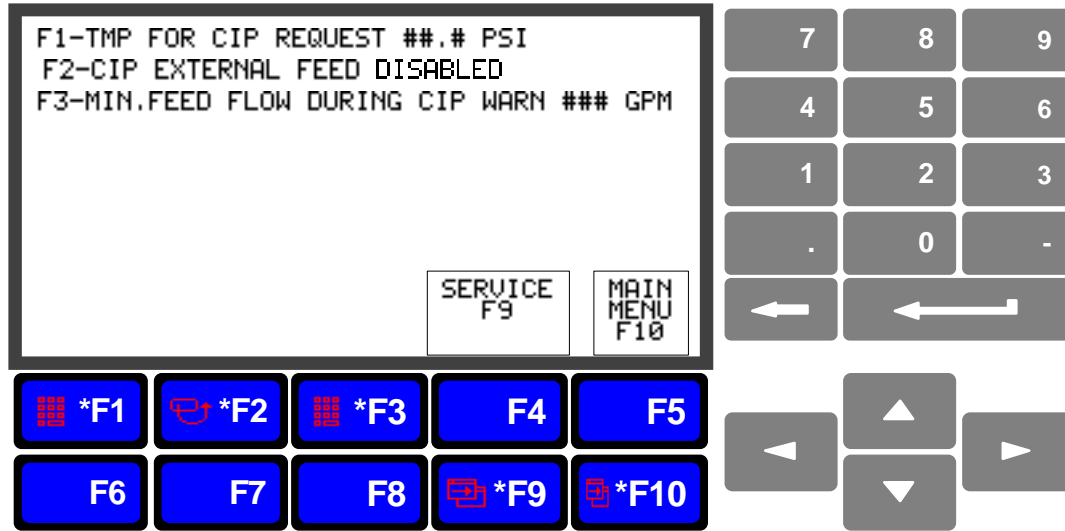 F1-TMP FOR CIP REQUEST ##.# PSI
F2-CIP EXTERNAL FEED DISABLED
F3-MIN.FEED FLOW DURING CIP WARN ### GPM
SERVICE
F9
MAIN
MENU
F10
*F1 *F2 *F3 F4 F5
F6 F7 F8 *F9 *F10
7 8 9
4 5 6
1 2 3
. 0 -